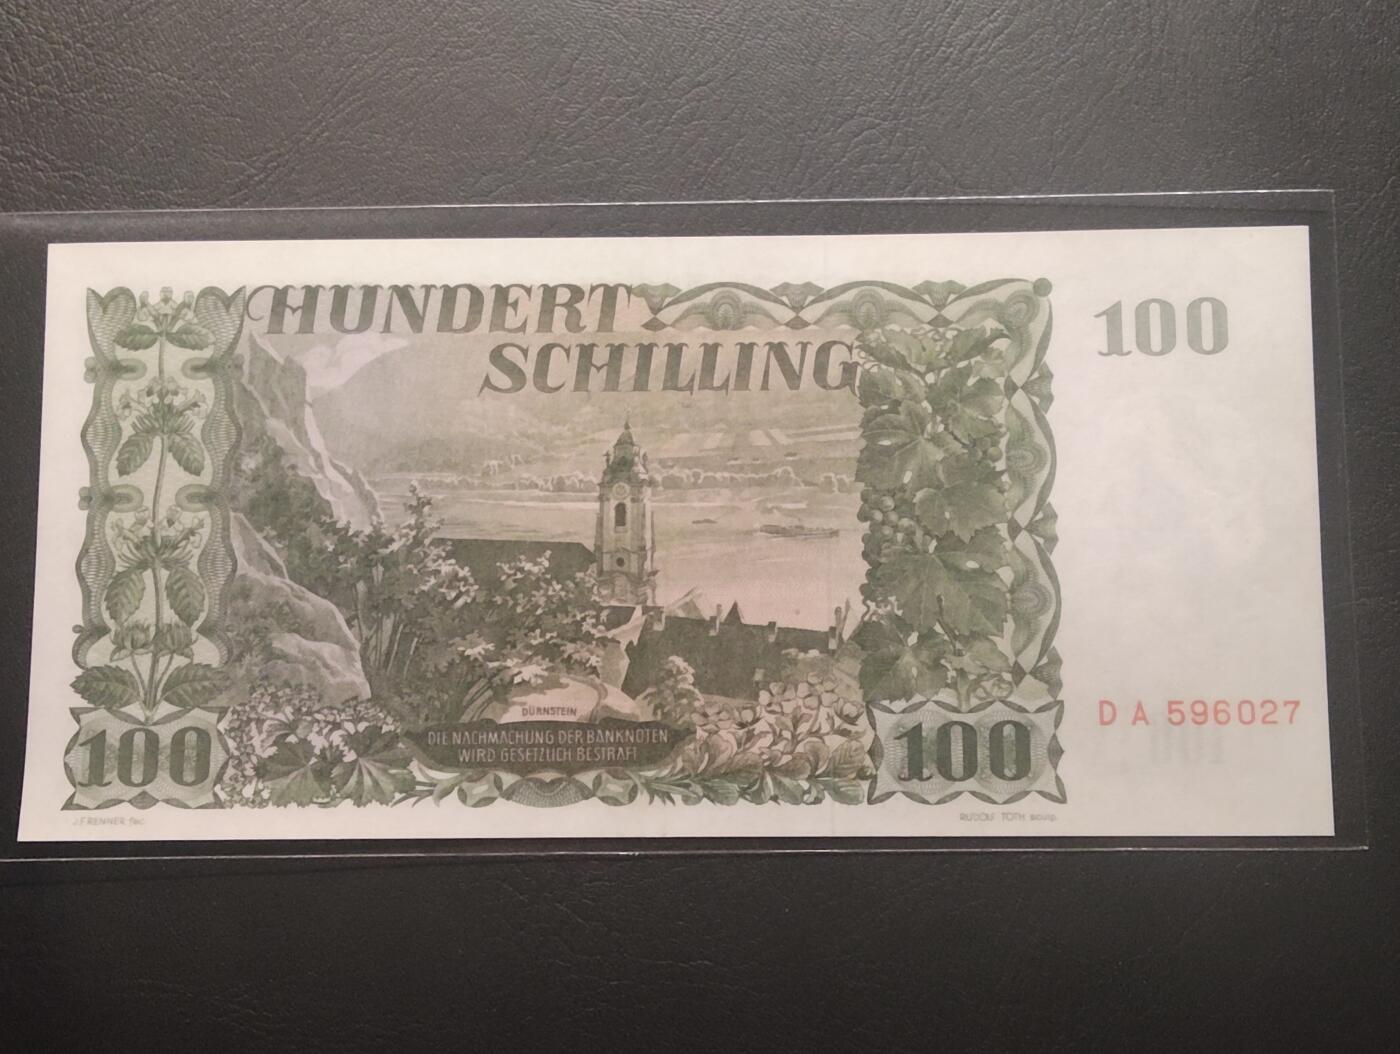 HUNDERT
SCHILLING
100
DÜRNSTEIN
DIE NACHMACHUNG DER BANKNOTEN
WIRD GESETZLICH BESTRAFT
D A 596027
100
100
J.F. RENNER fec.
RUDOLF TOTH sculp.